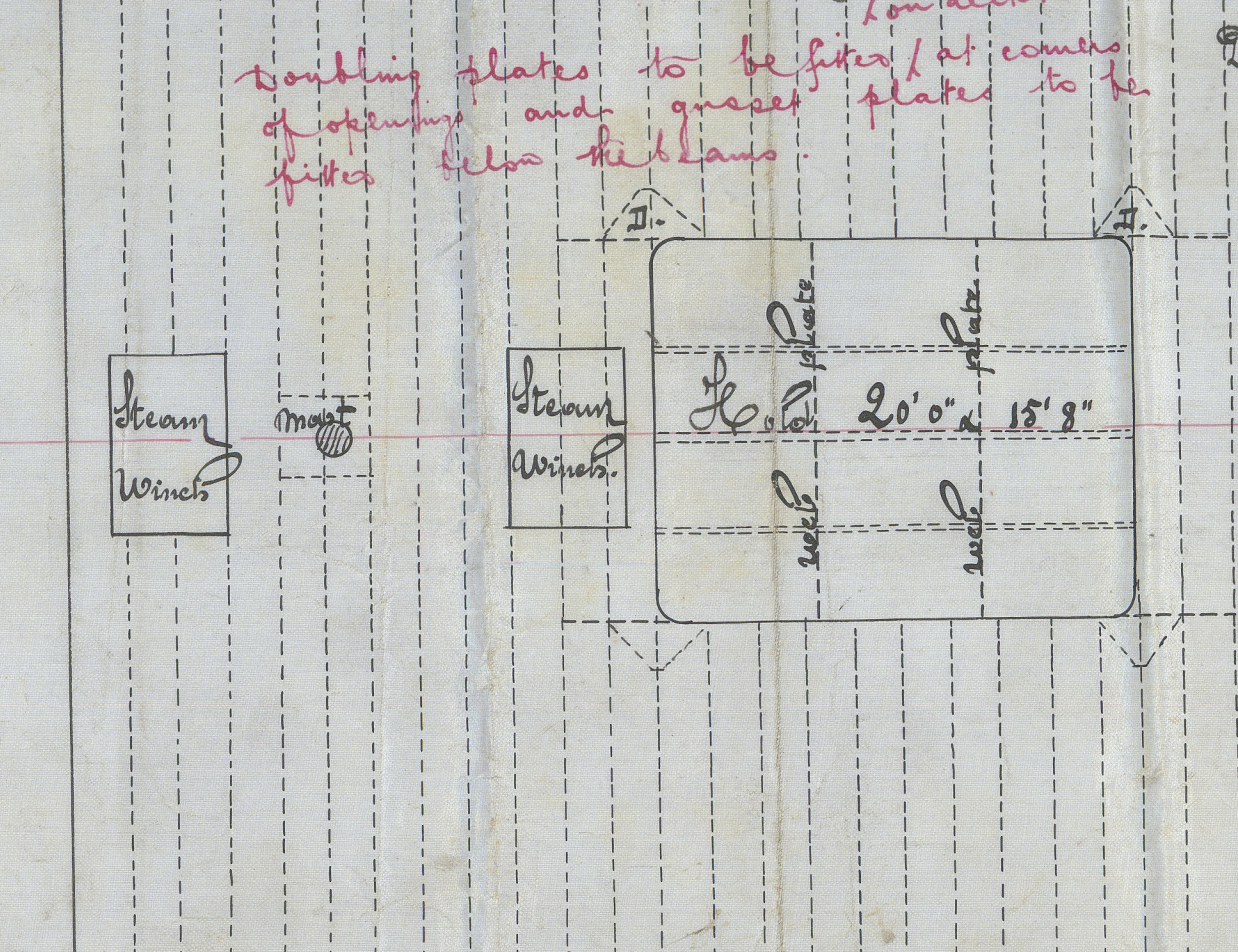 Doubling plates to be fitted / at corners
of openings and gusset plates to be
fitted below the beams.
D. D.
web plate web plate
Steam
Winch
mast
Steam
Winch.
H. 20' 0" x 15' 8"